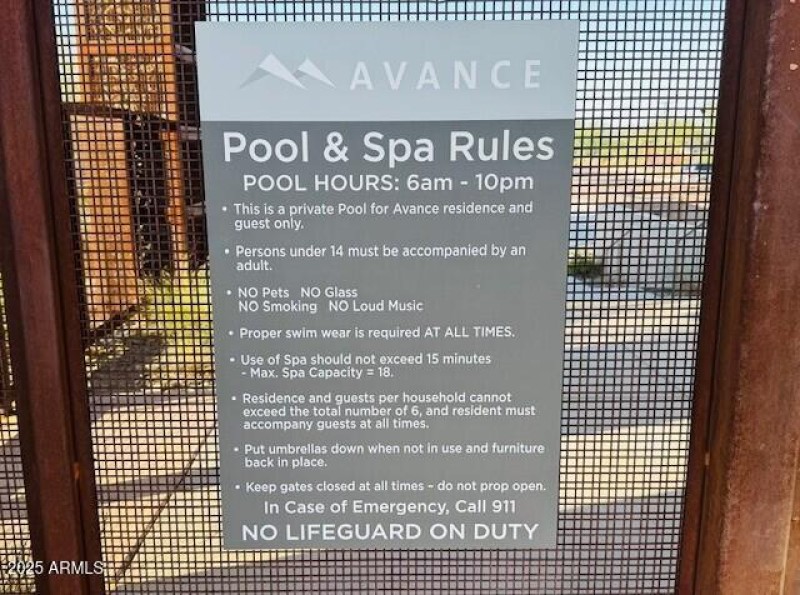 AVANCE
Pool & Spa Rules
POOL HOURS: 6am - 10pm
• This is a private Pool for Avance residence and
guest only.
• Persons under 14 must be accompanied by an
adult.
• NO Pets NO Glass
NO Smoking NO Loud Music
• Proper swim wear is required AT ALL TIMES.
• Use of Spa should not exceed 15 minutes
- Max. Spa Capacity = 18.
• Residence and guests per household cannot
exceed the total number of 6, and resident must
accompany guests at all times.
• Put umbrellas down when not in use and furniture
back in place.
• Keep gates closed at all times – do not prop open.
In Case of Emergency, Call 911
NO LIFEGUARD ON DUTY
2025 ARMLS